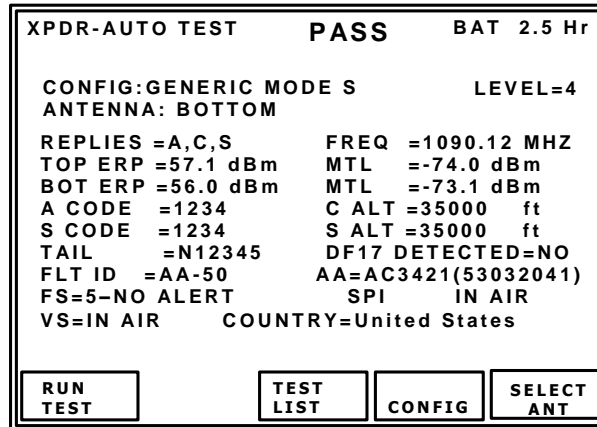 XPDR-AUTO TEST PASS BAT 2.5 Hr
CONFIG:GENERIC MODE S LEVEL=4
ANTENNA: BOTTOM
REPLIES =A,C,S FREQ =1090.12 MHZ
TOP ERP =57.1 dBm MTL =-74.0 dBm
BOT ERP =56.0 dBm MTL =-73.1 dBm
A CODE =1234 C ALT =35000 ft
S CODE =1234 S ALT =35000 ft
TAIL =N12345 DF17 DETECTED=NO
FLT ID =AA-50 AA=AC3421(53032041)
FS=5–NO ALERT SPI IN AIR
VS=IN AIR COUNTRY=United States
RUN TEST TEST LIST CONFIG SELECT ANT